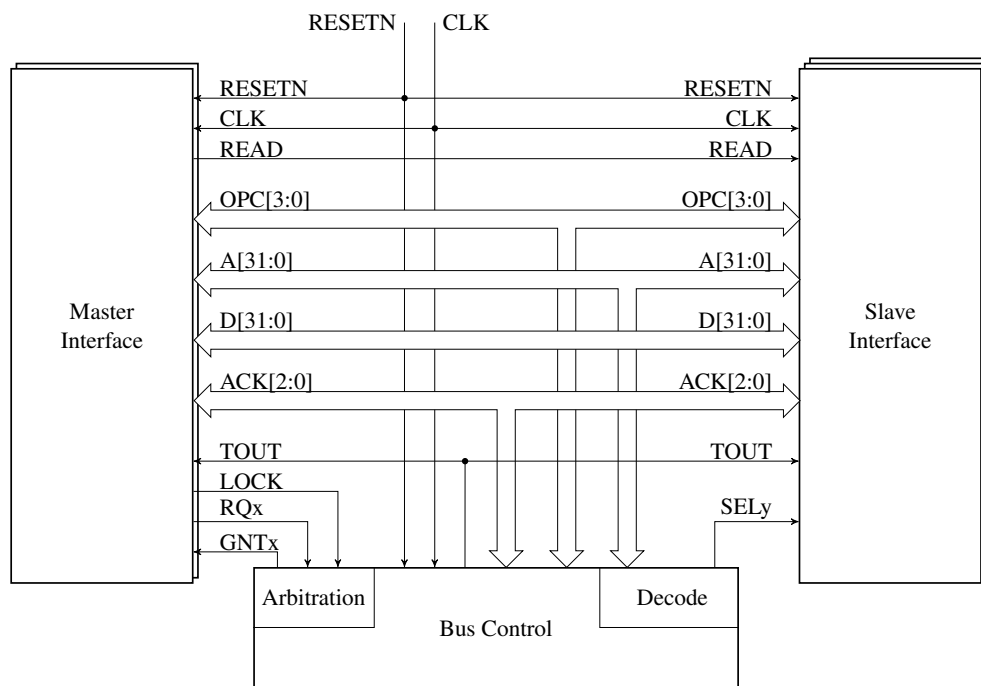 RESETN CLK
RESETN RESETN
CLK CLK
READ READ
OPC[3:0] OPC[3:0]
A[31:0] A[31:0]
Master Interface
Slave Interface
D[31:0] D[31:0]
ACK[2:0] ACK[2:0]
TOUT TOUT
LOCK
RQx SELy
GNTx
Arbitration Decode
Bus Control